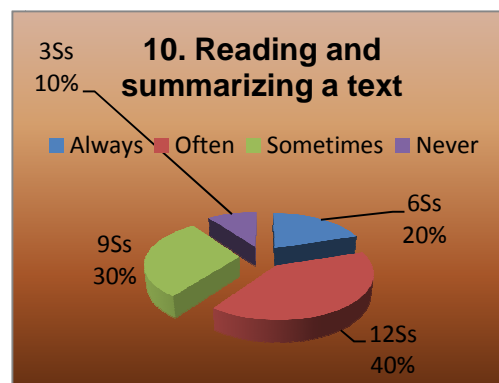 10. Reading and
summarizing a text
Always Often Sometimes Never
3Ss
10%
6Ss
20%
9Ss
30%
12Ss
40%